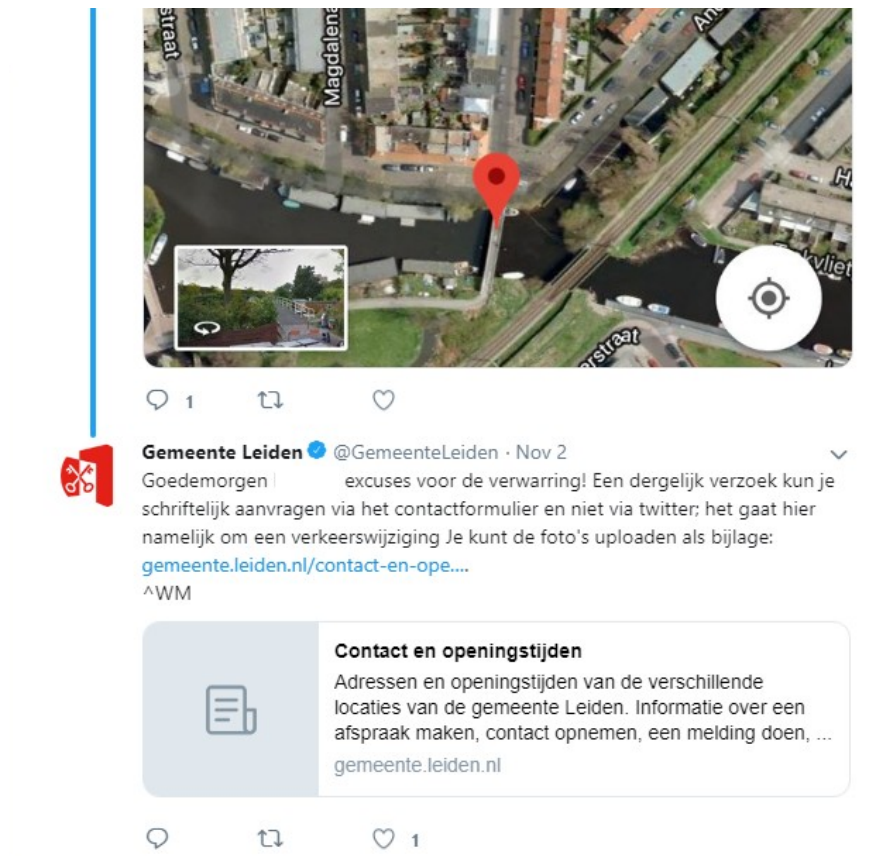 straat
Magdalena
An
H
kvliet
rstraat
1
Gemeente Leiden @GemeenteLeiden · Nov 2
Goedemorgen excuses voor de verwarring! Een dergelijk verzoek kun je
schriftelijk aanvragen via het contactformulier en niet via twitter; het gaat hier
namelijk om een verkeerswijziging Je kunt de foto's uploaden als bijlage:
gemeente.leiden.nl/contact-en-ope....
^WM
Contact en openingstijden
Adressen en openingstijden van de verschillende
locaties van de gemeente Leiden. Informatie over een
afspraak maken, contact opnemen, een melding doen, ...
gemeente.leiden.nl
1